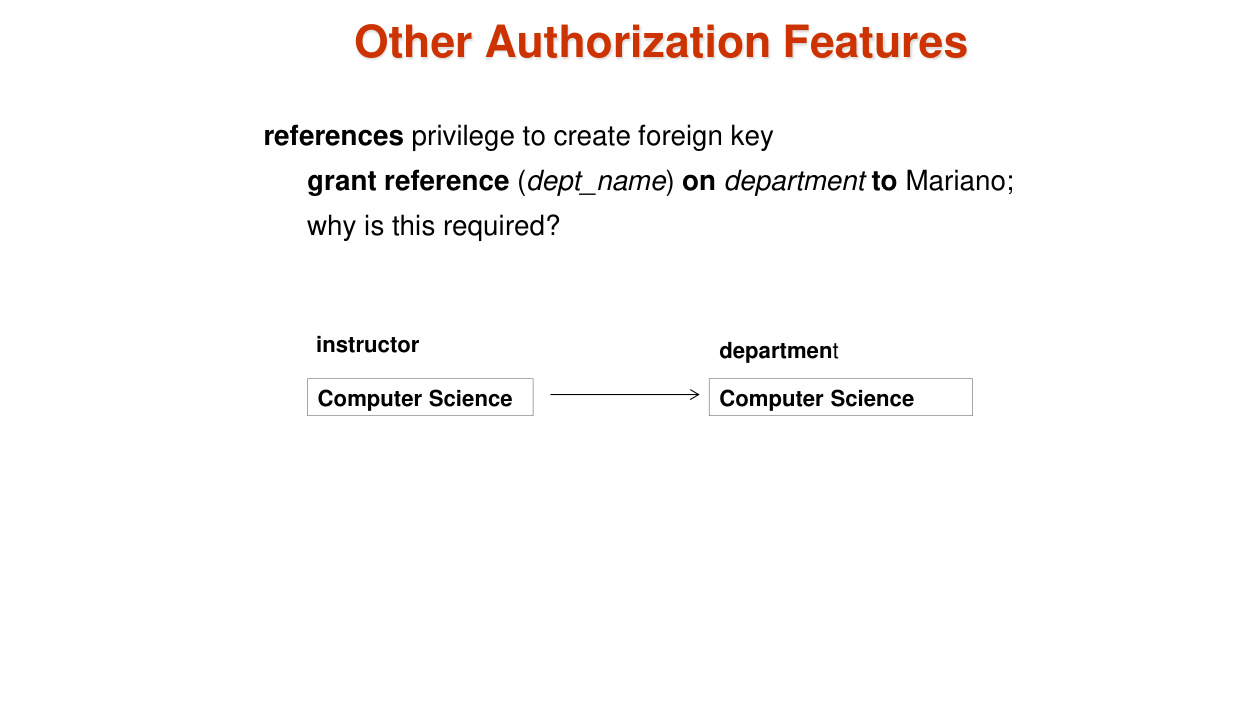 Other Authorization Features
references privilege to create foreign key
grant reference (dept_name) on department to Mariano;
why is this required?
instructor
department
Computer Science
Computer Science